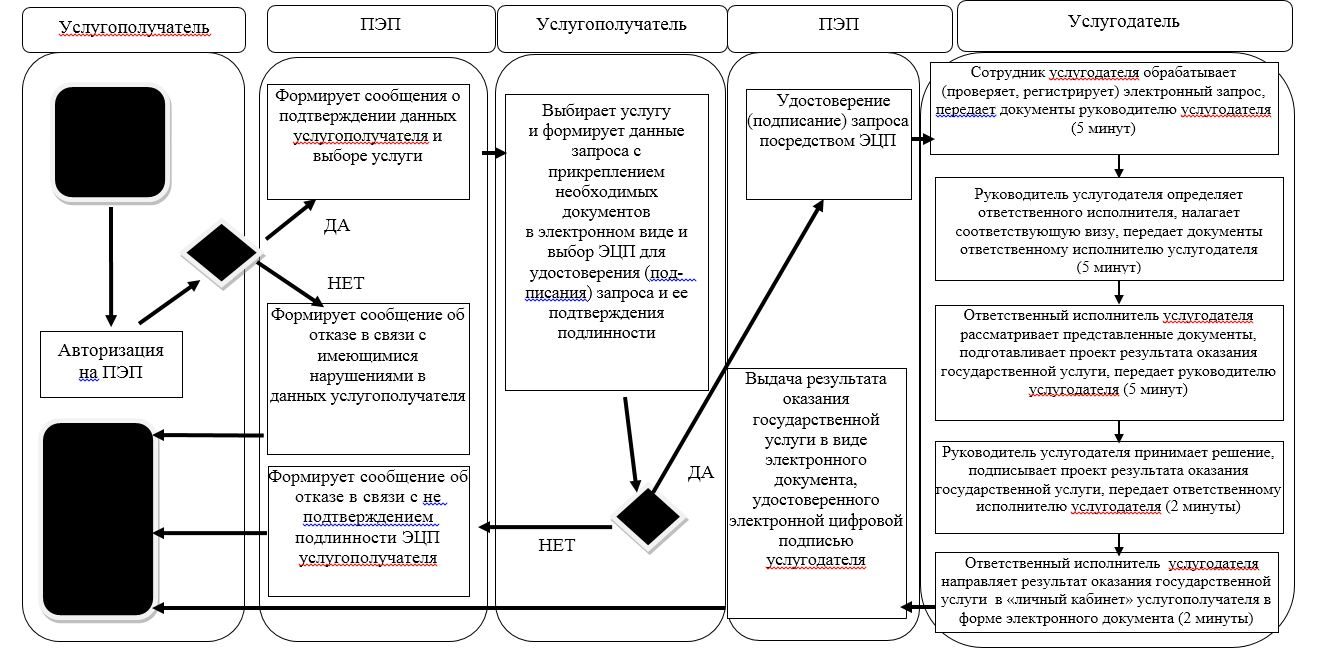 Услугополучатель
ПЭП
Услугополучатель
ПЭП
Услугодатель
Авторизация
на ПЭП
Формирует сообщения о
подтверждении данных
услугополучателя и
выборе услуги
ДА
НЕТ
Формирует сообщение об
отказе в связи с
имеющимися
нарушениями в
данных услугополучателя
Формирует сообщение об
отказе в связи с не
подтверждением
подлинности ЭЦП
услугополучателя
Выбирает услугу
и формирует данные
запроса с
прикреплением
необходимых
документов
в электронном виде и
выбор ЭЦП для
удостоверения (под-
писания) запроса и ее
подтверждения
подлинности
ДА
НЕТ
Удостоверение
(подписание) запроса
посредством ЭЦП
Выдача результата
оказания
государственной
услуги в виде
электронного
документа,
удостоверенного
электронной цифровой
подписью
услугодателя
Сотрудник услугодателя обрабатывает
(проверяет, регистрирует) электронный запрос,
передает документы руководителю услугодателя
(5 минут)
Руководитель услугодателя определяет
ответственного исполнителя, налагает
соответствующую визу, передает документы
ответственному исполнителю услугодателя
(5 минут)
Ответственный исполнитель услугодателя
рассматривает представленные документы,
подготавливает проект результата оказания
государственной услуги, передает руководителю
услугодателя (5 минут)
Руководитель услугодателя принимает решение,
подписывает проект результата оказания
государственной услуги, передает ответственному
исполнителю услугодателя (2 минуты)
Ответственный исполнитель услугодателя
направляет результат оказания государственной
услуги в «личный кабинет» услугополучателя в
форме электронного документа (2 минуты)